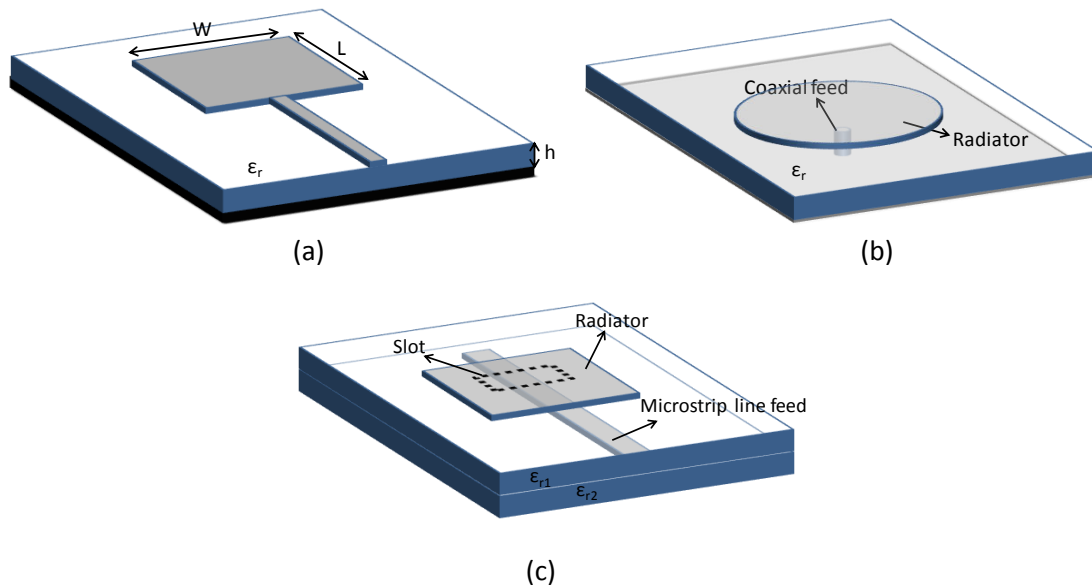 W
L
h
εr
(a)
Coaxial feed
Radiator
εr
(b)
Radiator
Slot
Microstrip line feed
εr1
εr2
(c)